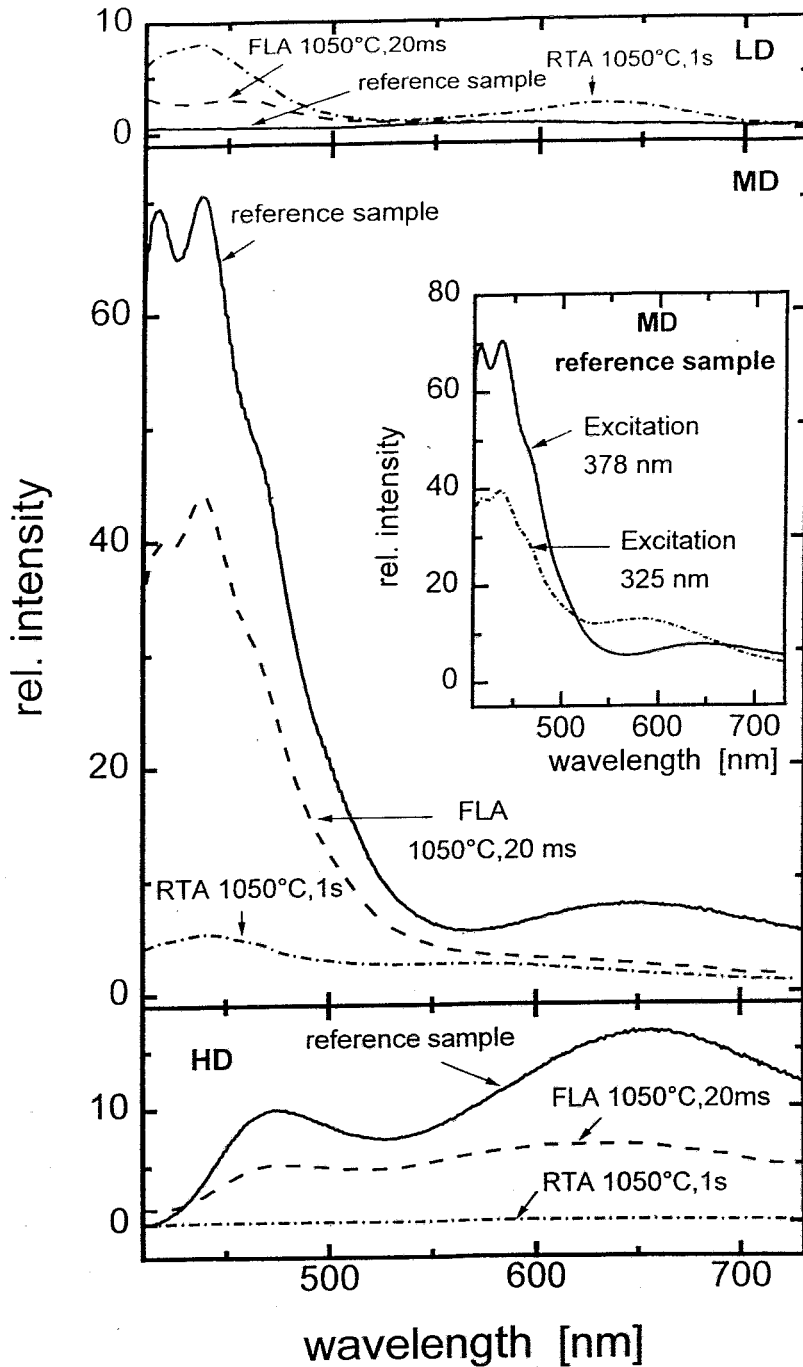 10
0
LD
FLA 1050°C,20ms
RTA 1050°C,1s
reference sample
MD
reference sample
60
40
20
0
rel. intensity
FLA
1050°C,20 ms
RTA 1050°C,1s
80
60
40
20
0
rel. intensity
MD
reference sample
Excitation
378 nm
Excitation
325 nm
500
600
700
wavelength [nm]
HD
reference sample
10
0
FLA 1050°C,20ms
RTA 1050°C,1s
500
600
700
wavelength [nm]